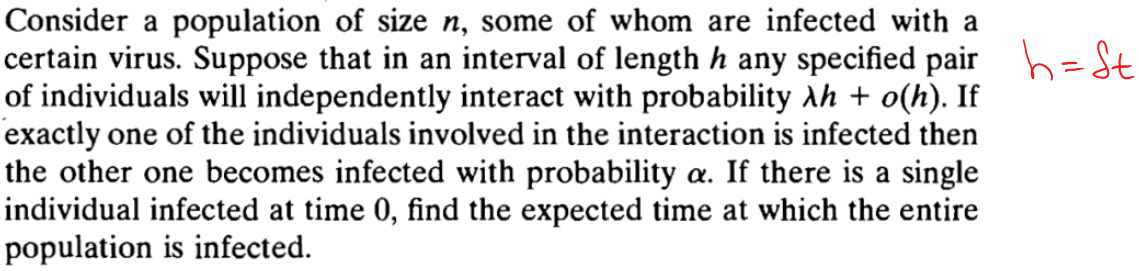 Consider a population of size n, some of whom are infected with a
certain virus. Suppose that in an interval of length h any specified pair
of individuals will independently interact with probability λh + o(h). If
exactly one of the individuals involved in the interaction is infected then
the other one becomes infected with probability α. If there is a single
individual infected at time 0, find the expected time at which the entire
population is infected.
h = δt